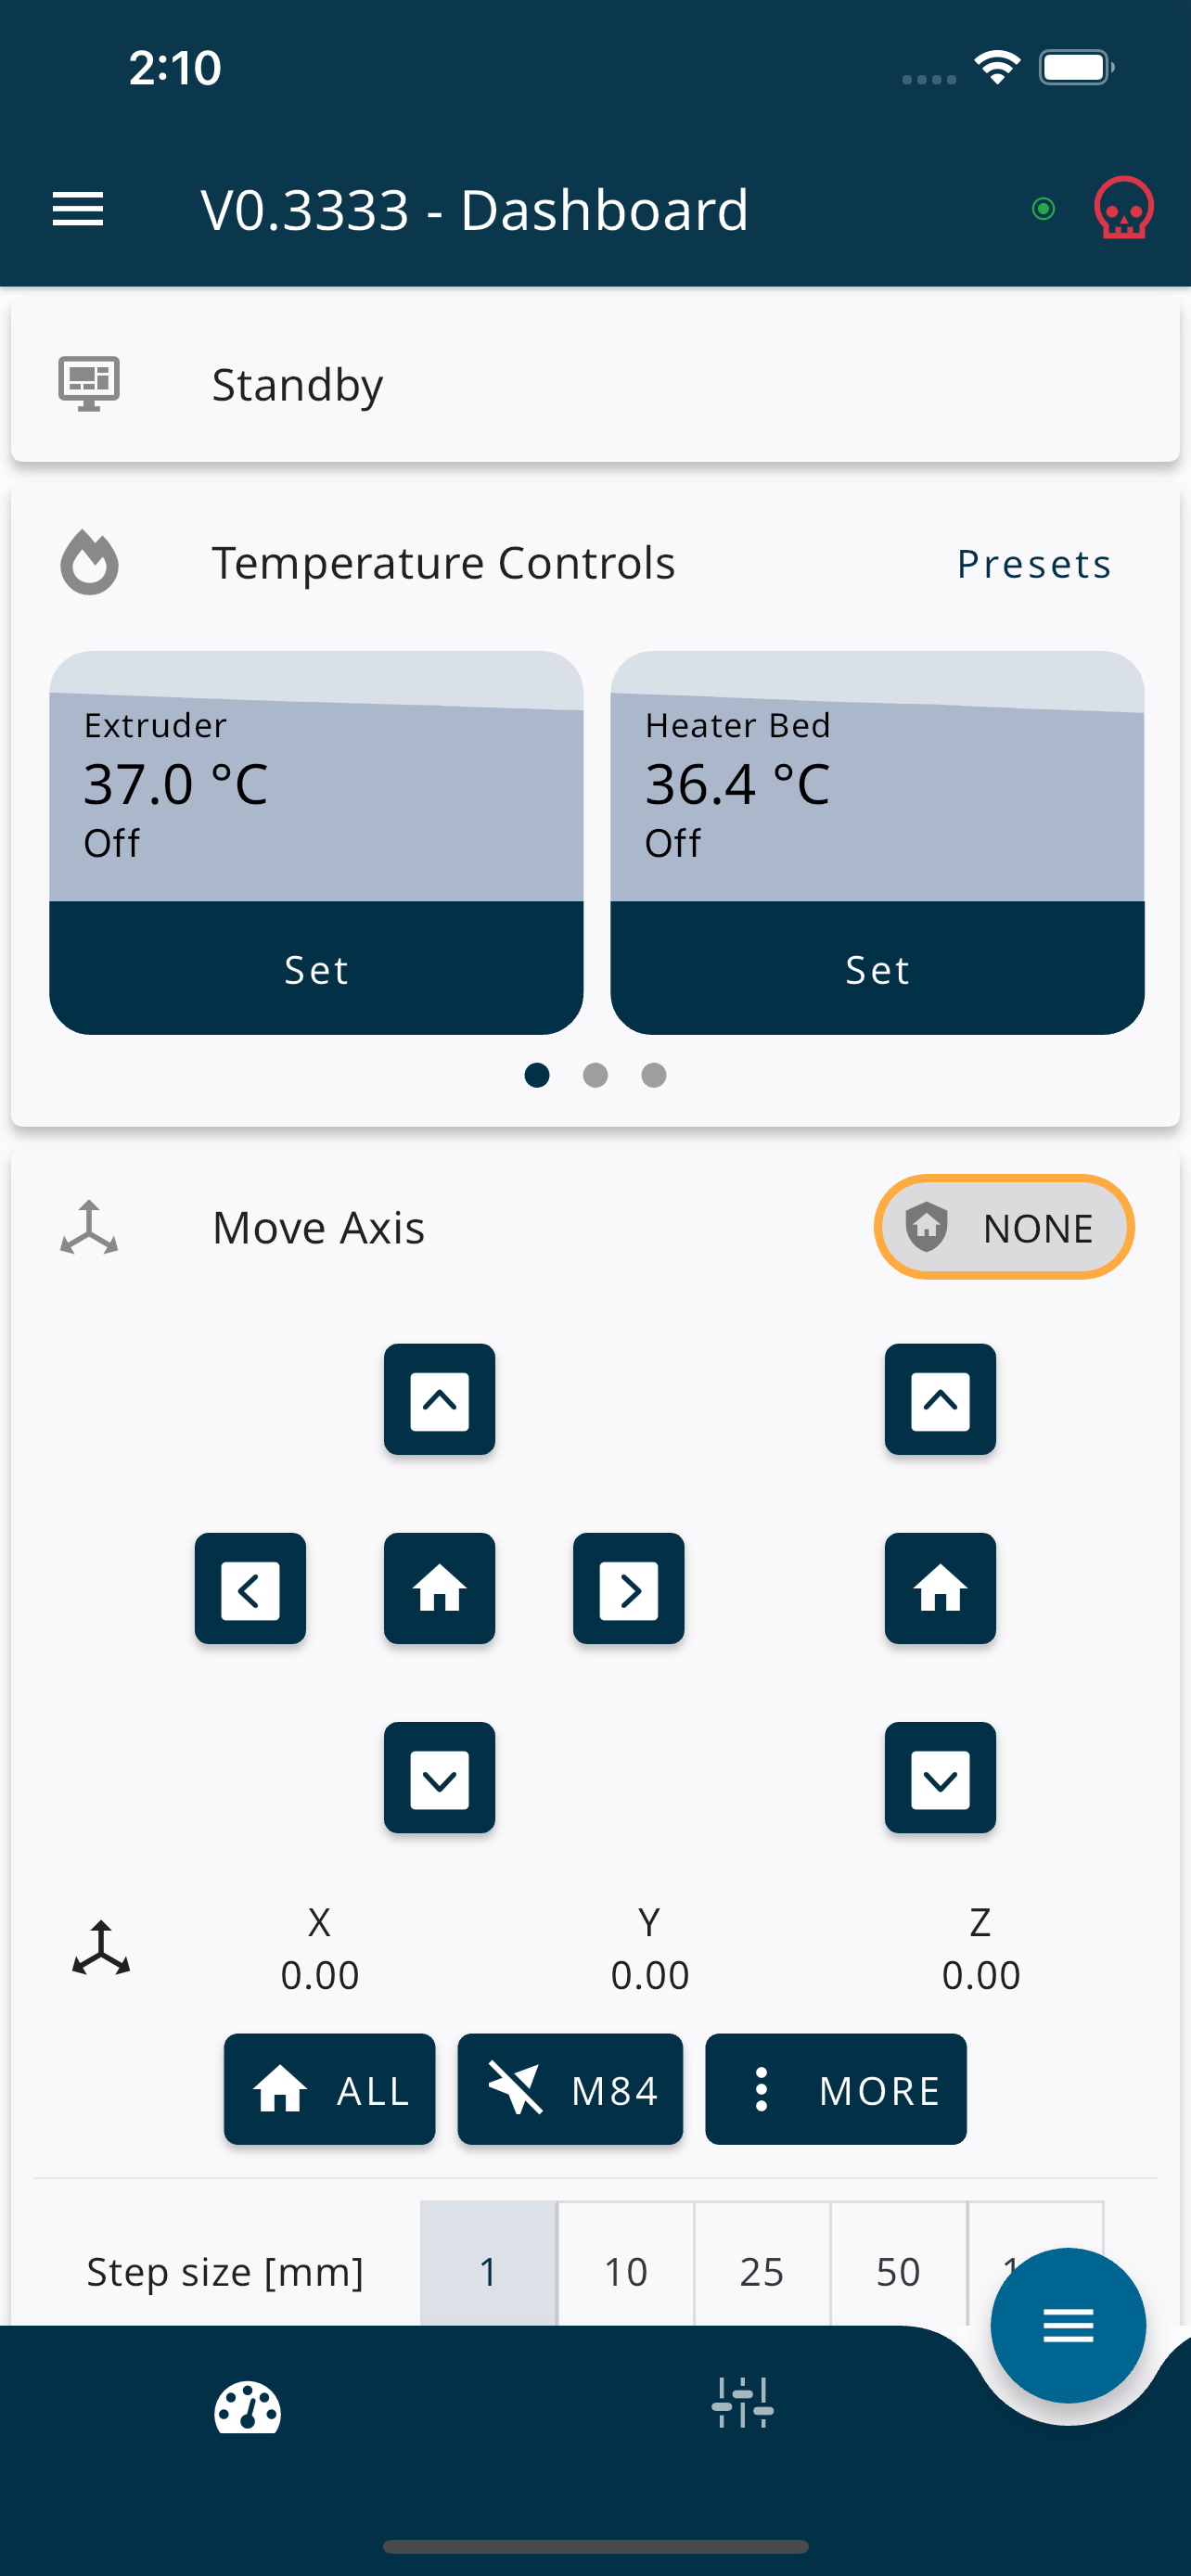 2:10
V0.3333 - Dashboard
Standby
Temperature Controls Presets
Extruder Heater Bed
37.0 °C 36.4 °C
Off Off
Set Set
Move Axis NONE
X Y Z
0.00 0.00 0.00
ALL M84 MORE
Step size [mm] 1 10 25 50